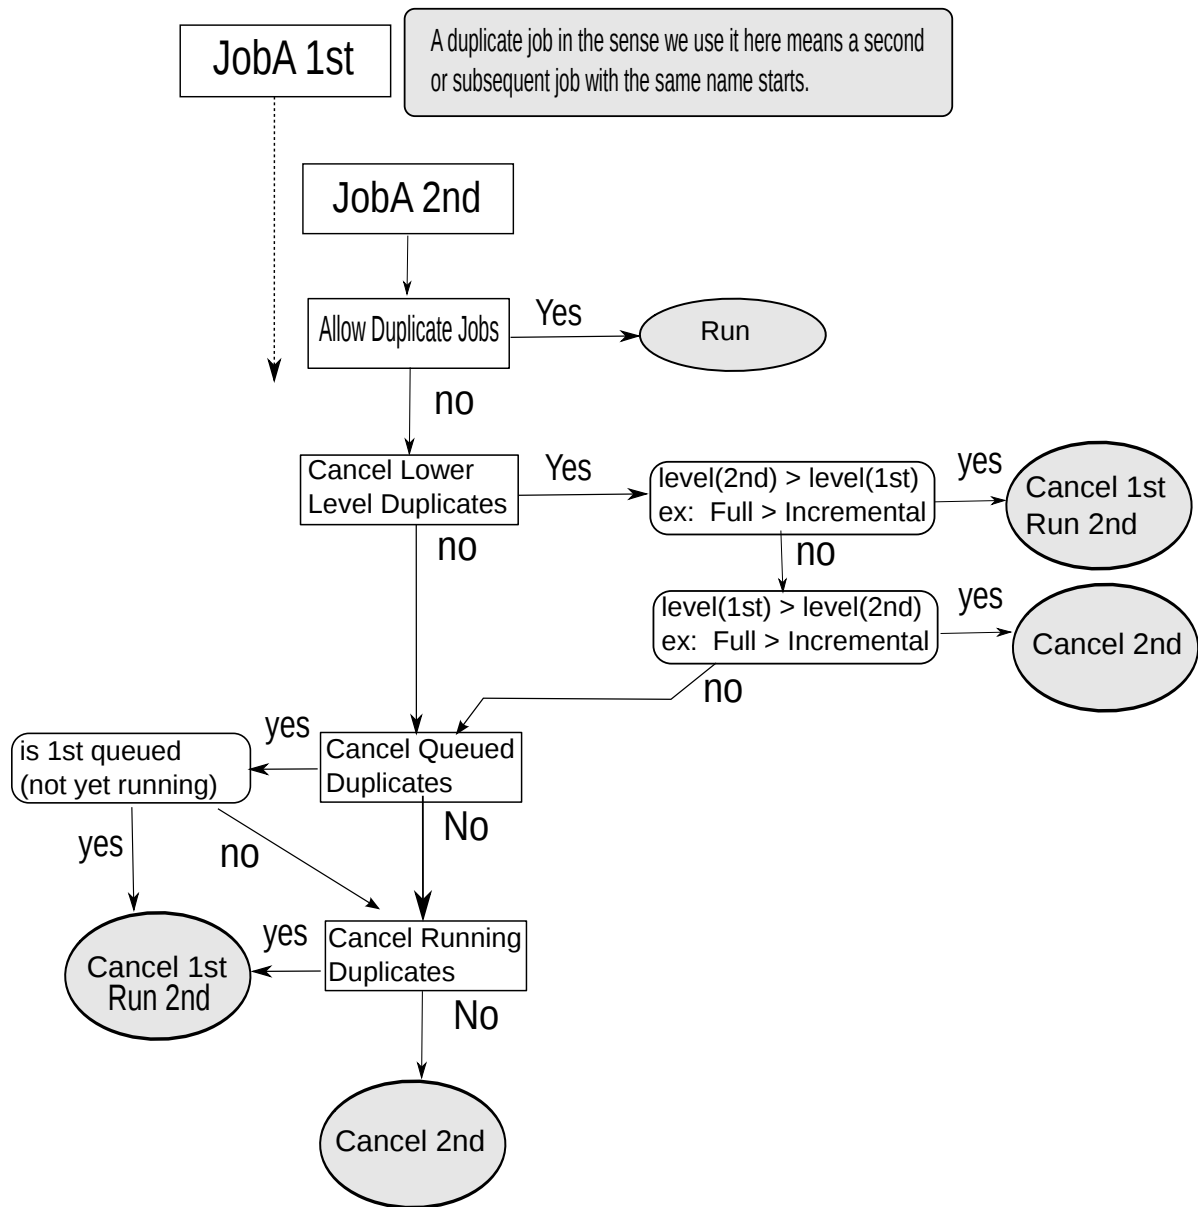 JobA 1st
A duplicate job in the sense we use it here means a second
or subsequent job with the same name starts.
JobA 2nd
Allow Duplicate Jobs
Yes
Run
no
Cancel Lower
Level Duplicates
Yes
level(2nd) > level(1st)
ex:  Full > Incremental
yes
Cancel 1st
Run 2nd
no
no
level(1st) > level(2nd)
ex:  Full > Incremental
yes
Cancel 2nd
no
Cancel Queued
Duplicates
yes
is 1st queued
(not yet running)
yes
no
No
Cancel Running
Duplicates
yes
Cancel 1st
Run 2nd
No
Cancel 2nd